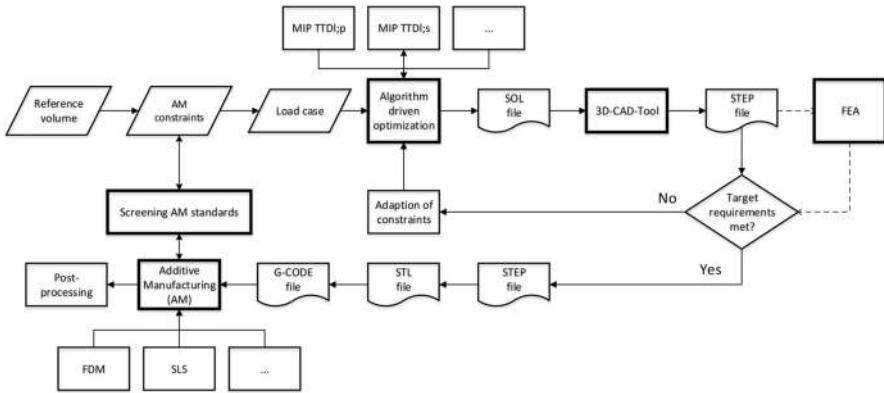 MIP TTDl;p
MIP TTDl;s
...
Reference
volume
AM
constraints
Load case
Algorithm
driven
optimization
SOL
file
3D-CAD-Tool
STEP
file
FEA
Screening AM standards
Adaption of
constraints
No
Target
requirements
met?
Yes
Post-
processing
Additive
Manufacturing
(AM)
G-CODE
file
STL
file
STEP
file
FDM
SLS
...